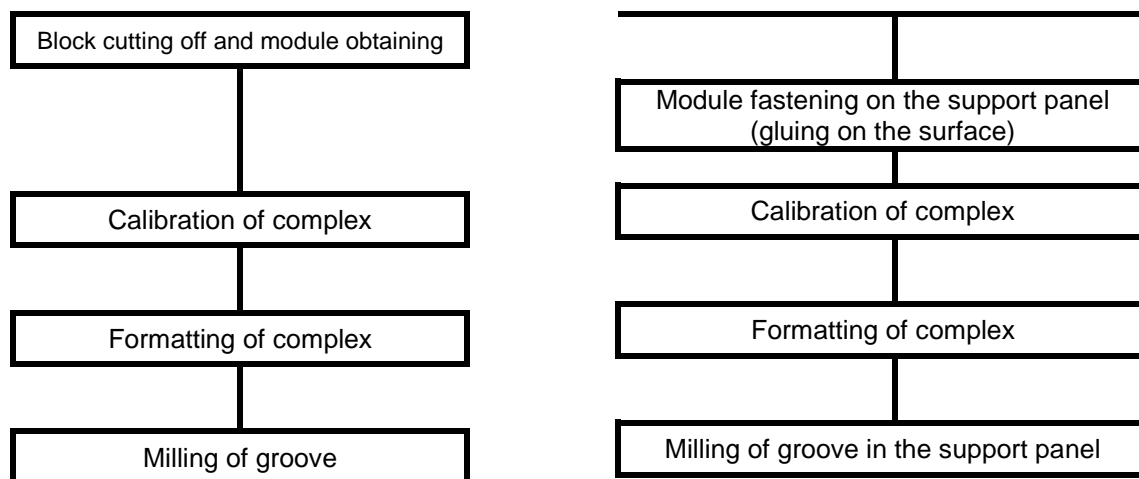 Block cutting off and module obtaining
Calibration of complex
Formatting of complex
Milling of groove
Module fastening on the support panel
(gluing on the surface)
Calibration of complex
Formatting of complex
Milling of groove in the support panel